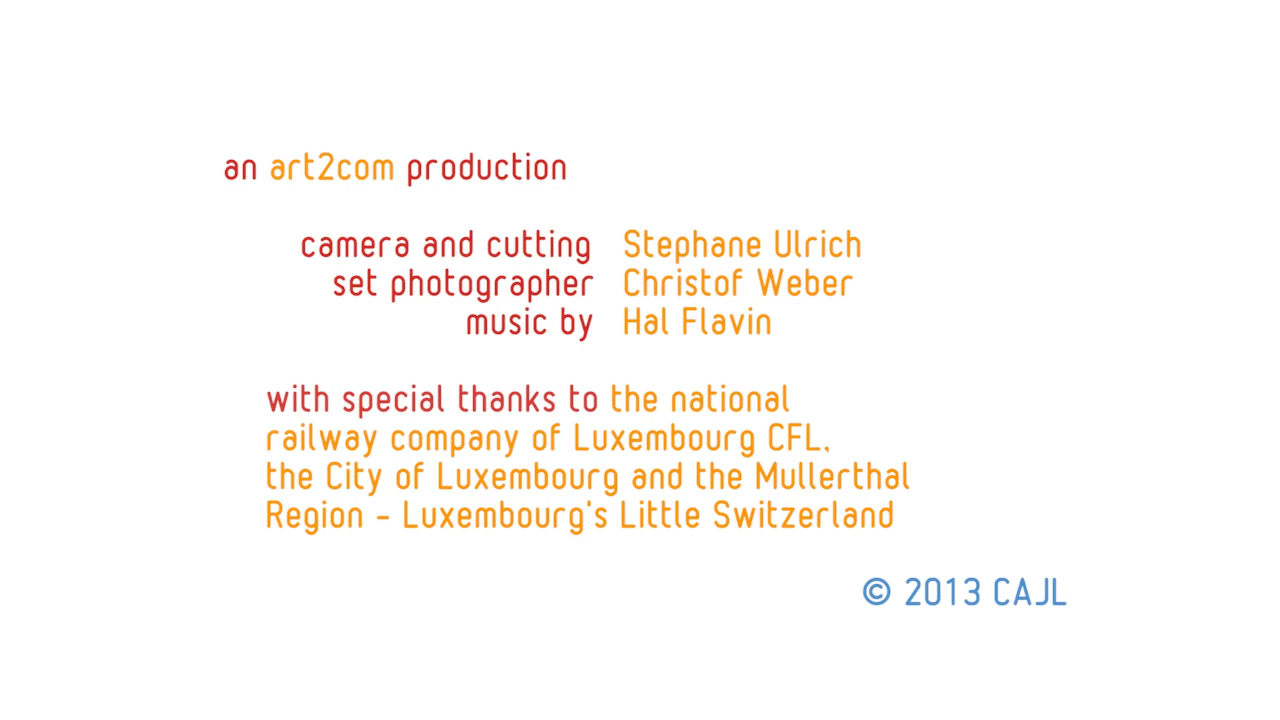 an art2com production
camera and cutting Stephane Ulrich
set photographer Christof Weber
music by Hal Flavin
with special thanks to the national
railway company of Luxembourg CFL,
the City of Luxembourg and the Mullerthal
Region - Luxembourg's Little Switzerland
© 2013 CAJL